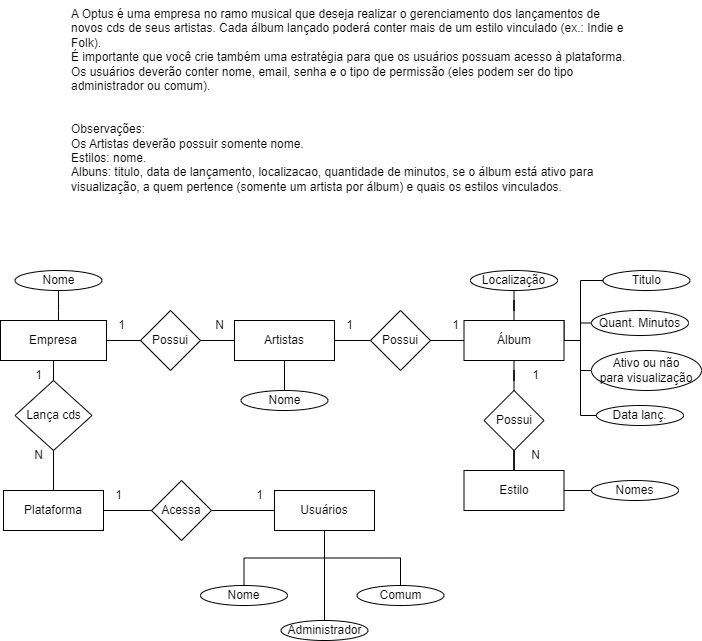 A Optus é uma empresa no ramo musical que deseja realizar o gerenciamento dos lançamentos de
novos cds de seus artistas. Cada álbum lançado poderá conter mais de um estilo vinculado (ex.: Indie e
Folk).
É importante que você crie também uma estratégia para que os usuários possuam acesso à plataforma.
Os usuários deverão conter nome, email, senha e o tipo de permissão (eles podem ser do tipo
administrador ou comum).
Observações:
Os Artistas deverão possuir somente nome.
Estilos: nome.
Albuns: titulo, data de lançamento, localizacao, quantidade de minutos, se o álbum está ativo para
visualização, a quem pertence (somente um artista por álbum) e quais os estilos vinculados.
Nome
Localização
Titulo
Empresa
1
Possui
N
Artistas
1
Possui
1
Álbum
Quant. Minutos
Ativo ou não
para visualização
1
1
Nome
Lança cds
Possui
Data lanç.
N
N
Plataforma
1
Acessa
1
Usuários
Estilo
Nomes
Nome
Comum
Administrador